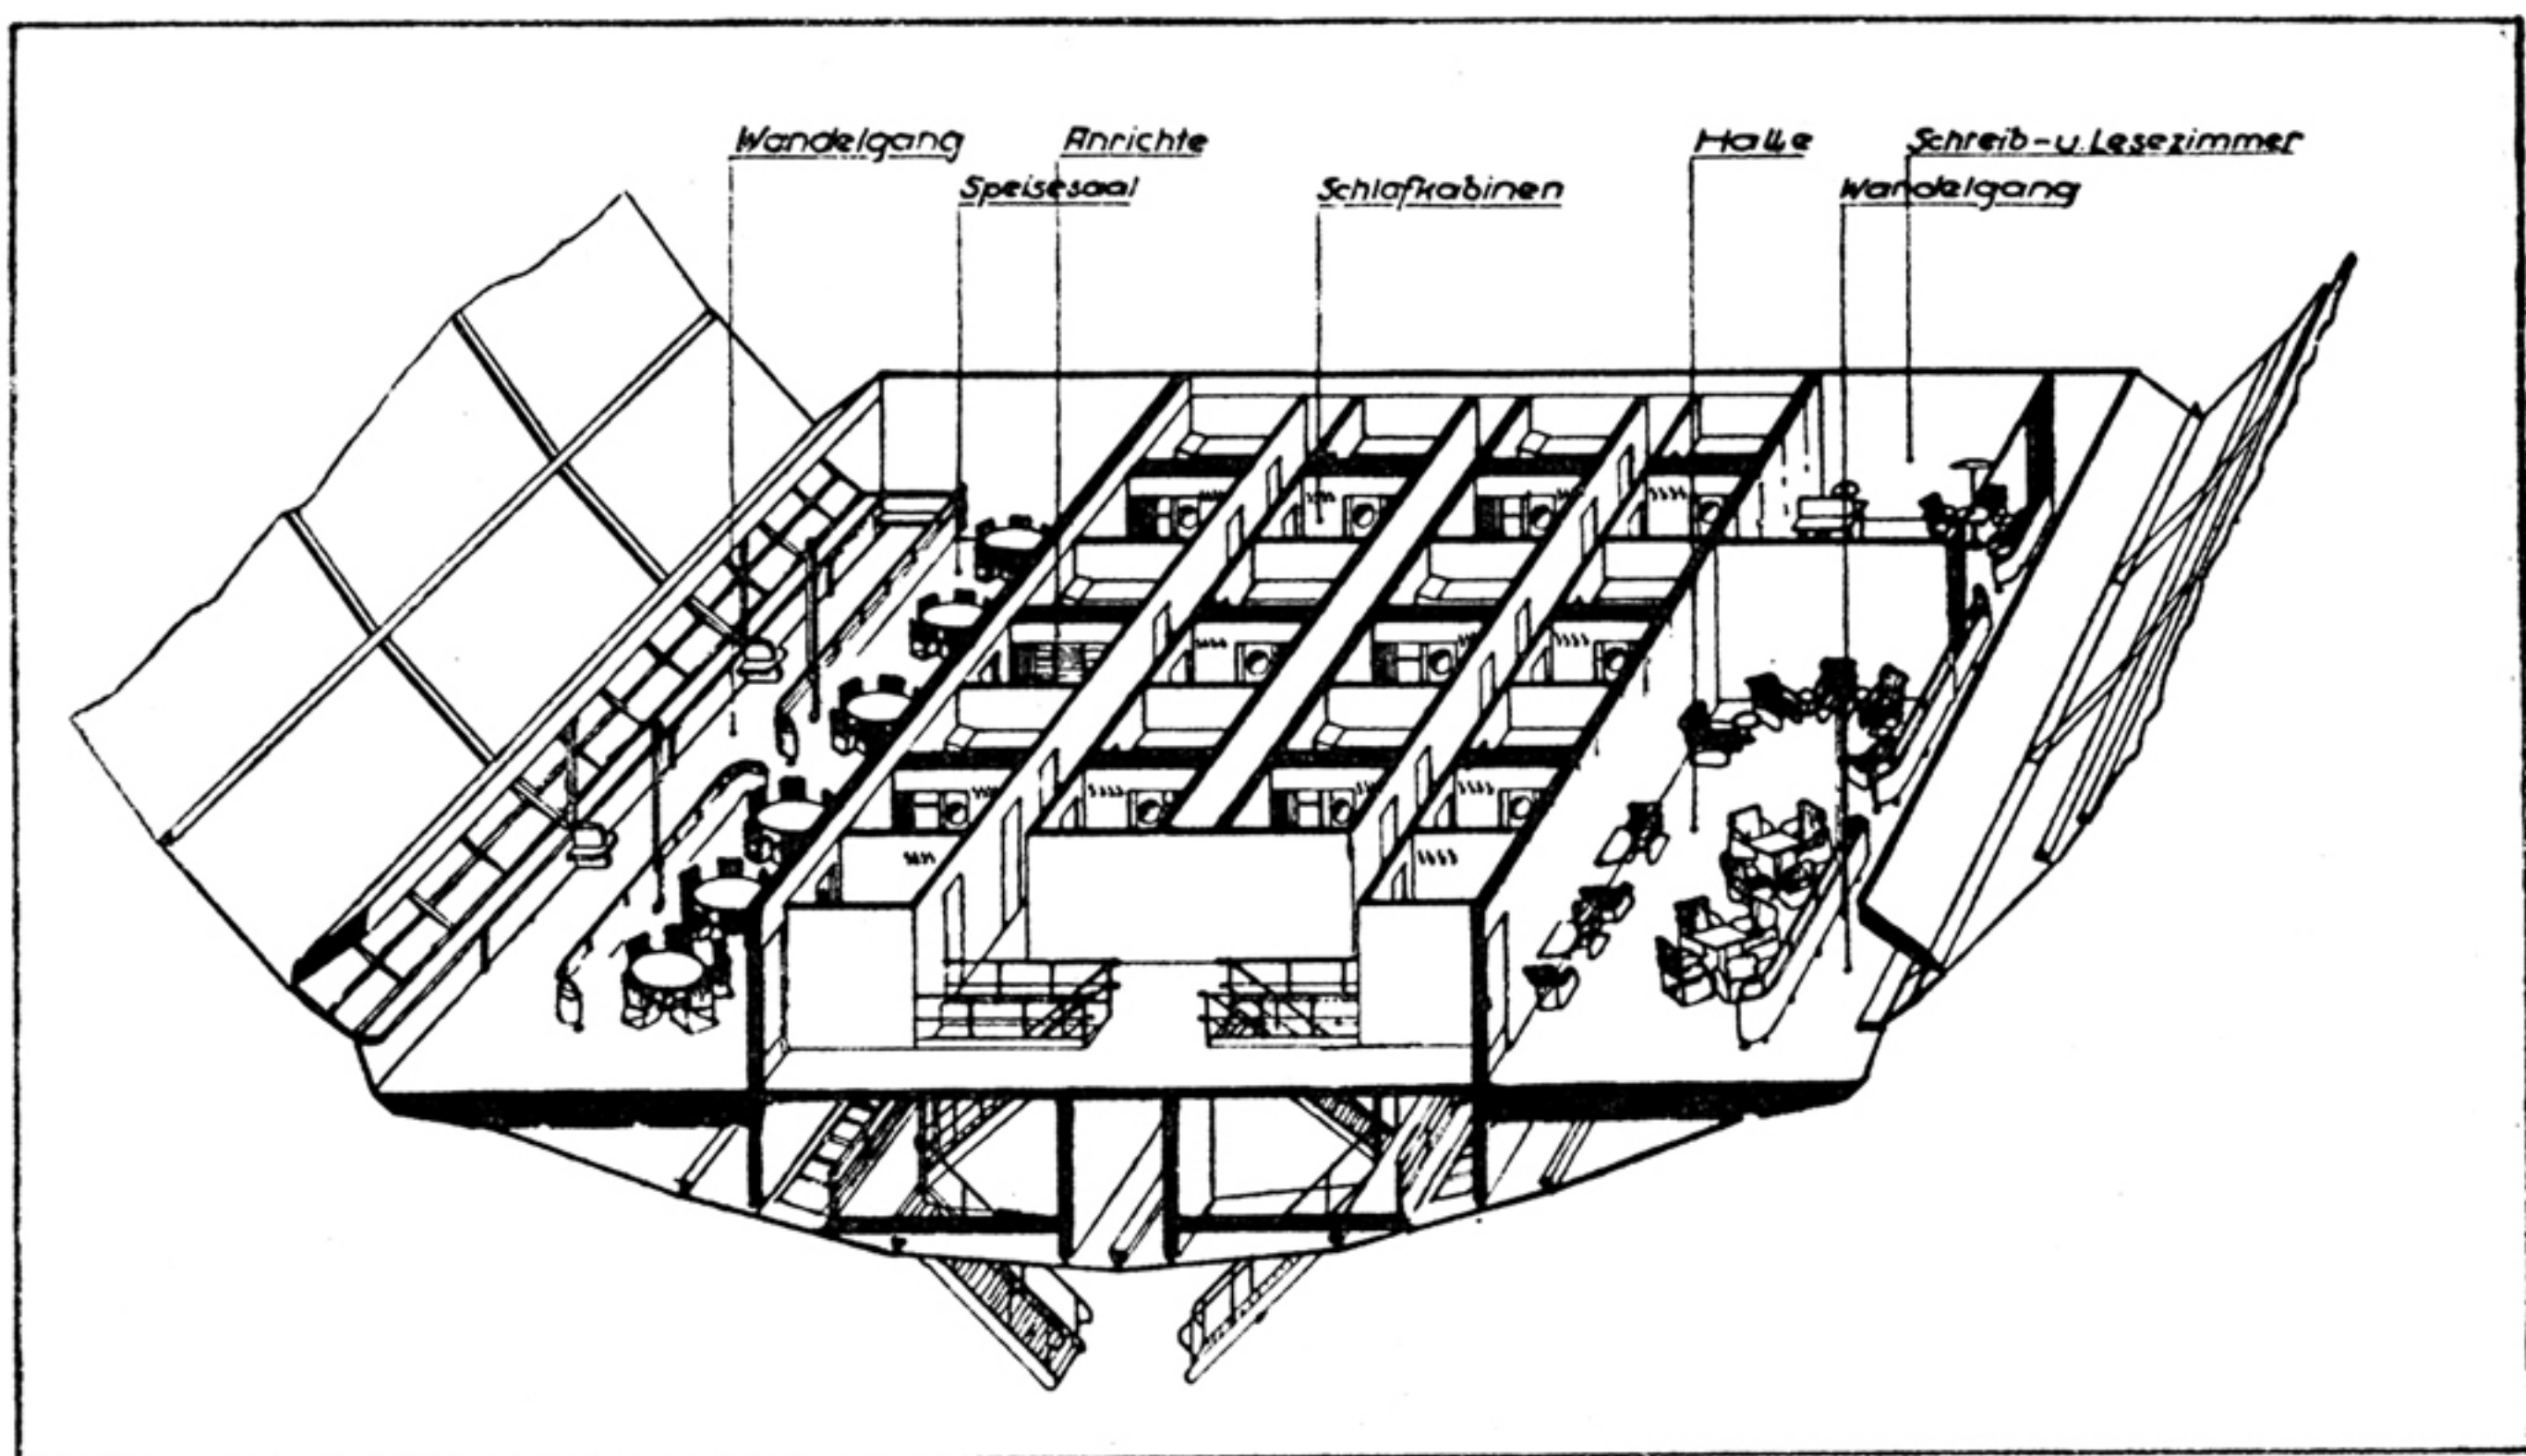 Wandelgang
Anrichte
Halle
Schreib-u.Lesezimmer
Speisesaal
Schlafkabinen
Wandelgang